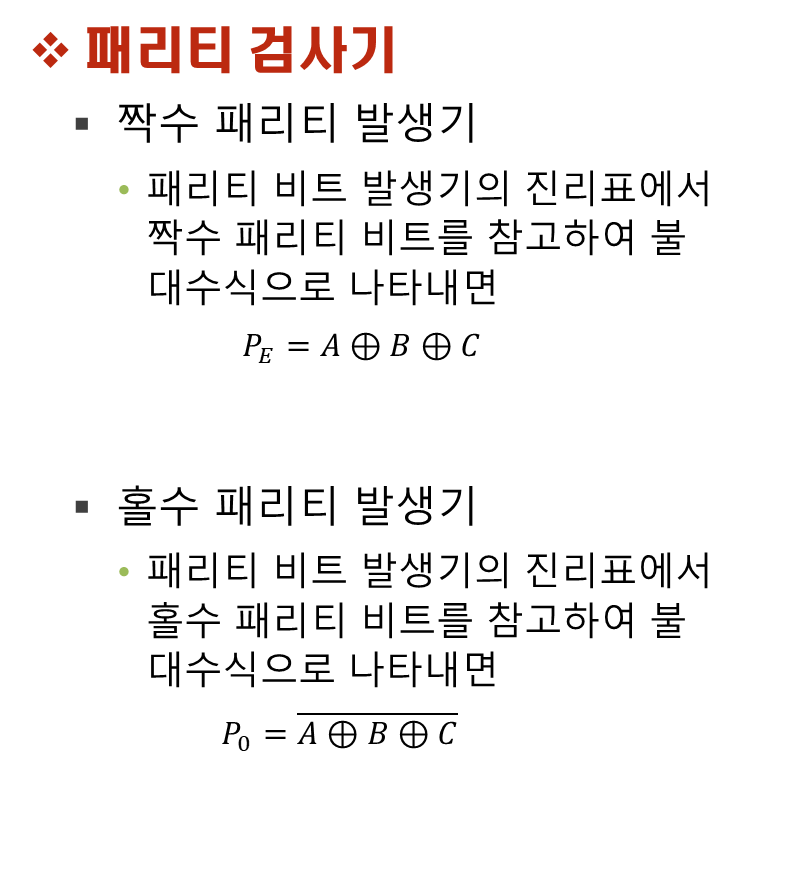 ❖ 패리티 검사기
▪ 짝수 패리티 발생기
• 패리티 비트 발생기의 진리표에서
짝수 패리티 비트를 참고하여 불
대수식으로 나타내면
P_E = A ⊕ B ⊕ C
▪ 홀수 패리티 발생기
• 패리티 비트 발생기의 진리표에서
홀수 패리티 비트를 참고하여 불
대수식으로 나타내면
P_0 = \overline{A ⊕ B ⊕ C}